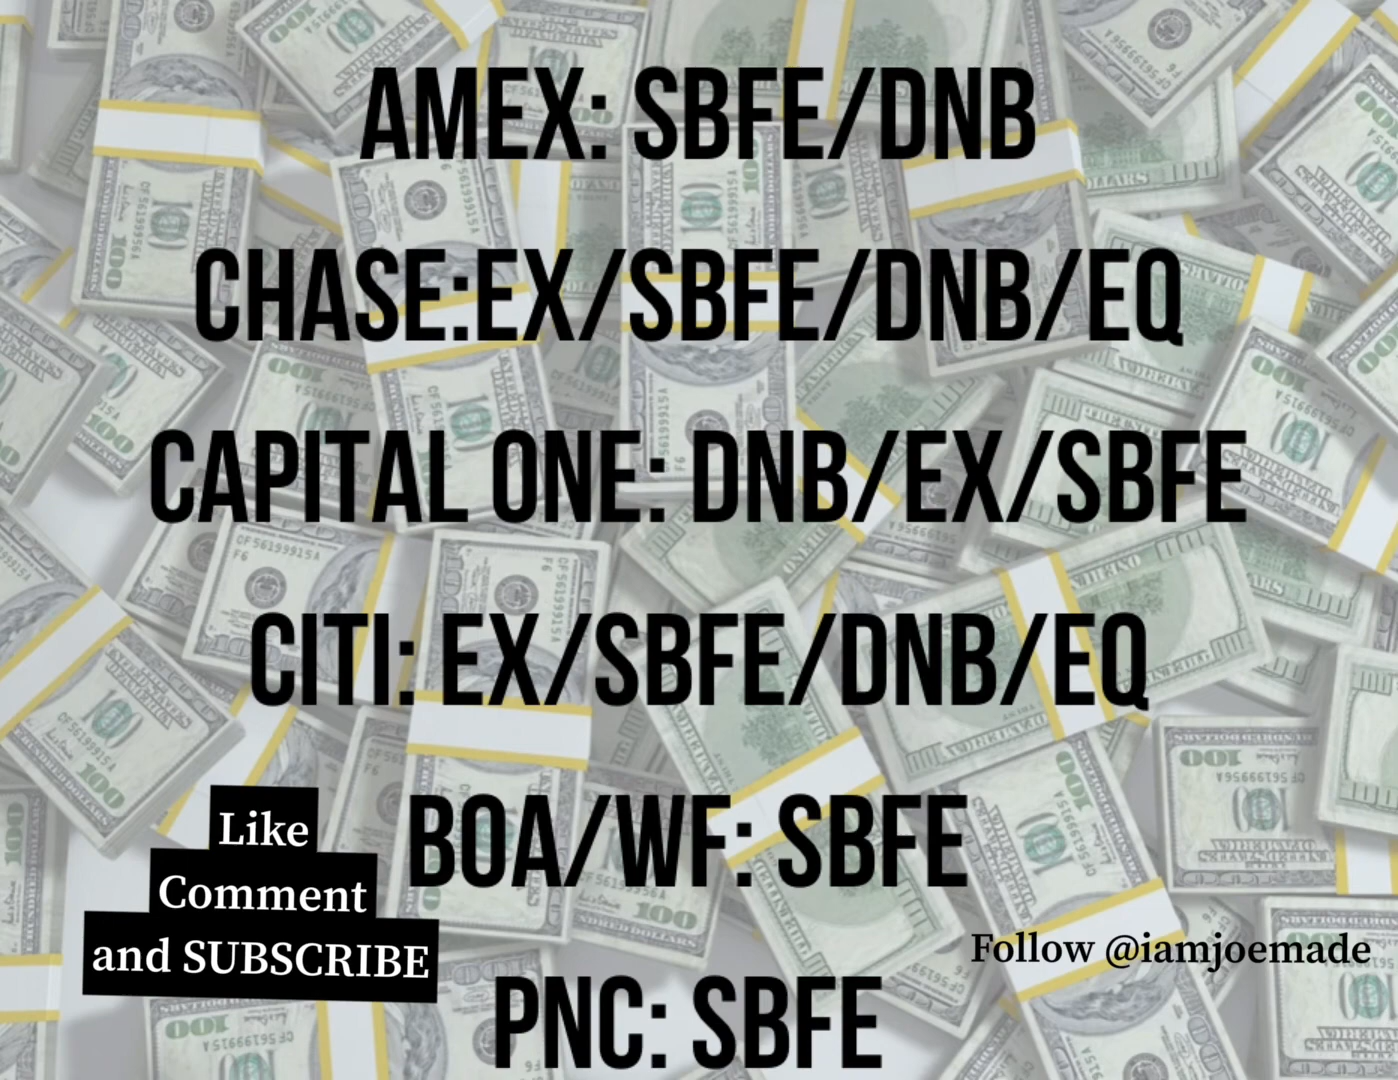 AMEX: SBFE/DNB
CHASE:EX/SBFE/DNB/EQ
CAPITAL ONE: DNB/EX/SBFE
CITI: EX/SBFE/DNB/EQ
BOA/WF: SBFE
PNC: SBFE
Like
Comment
and SUBSCRIBE
Follow @iamjoemade